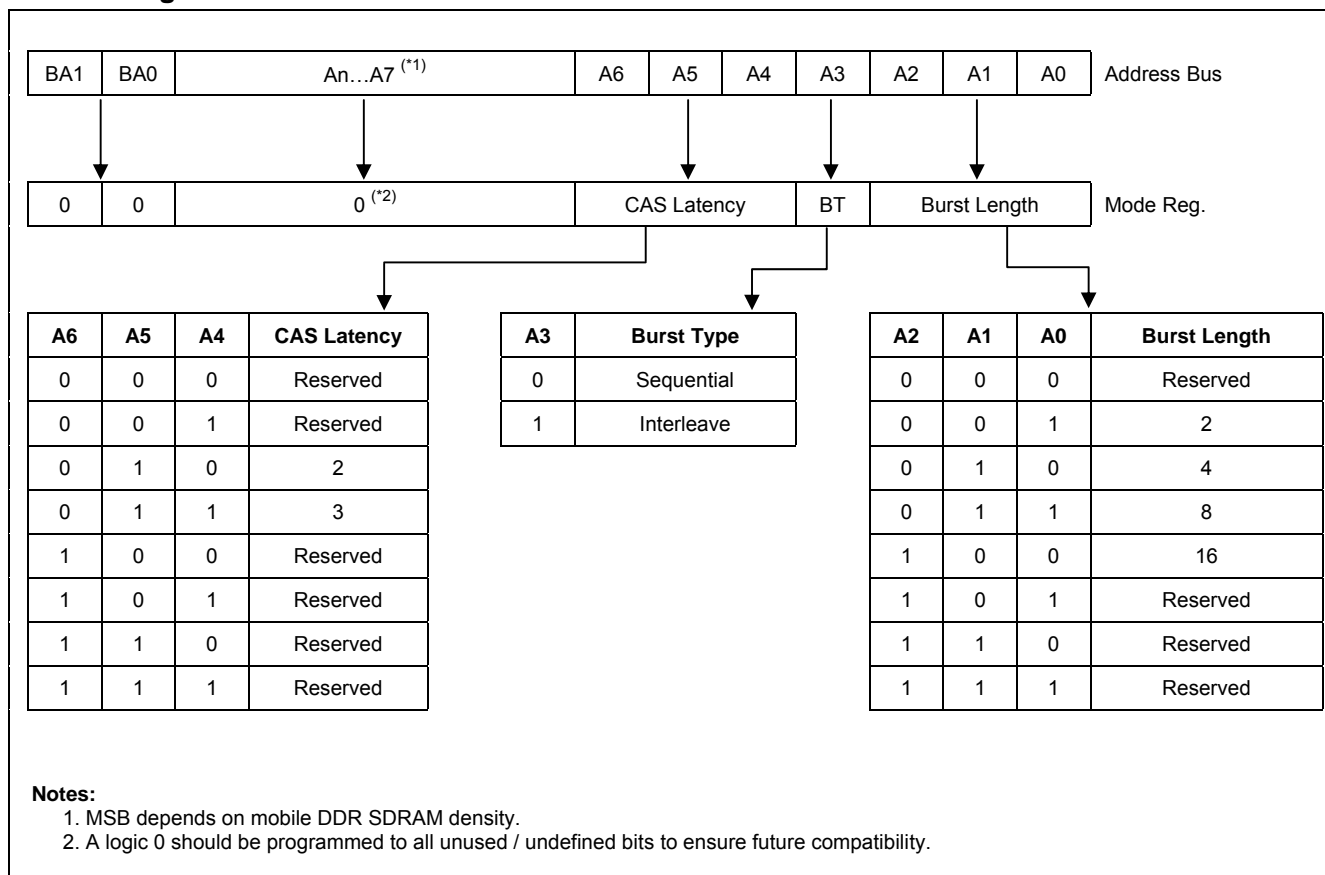 BA1 BA0 An…A7 (*1) A6 A5 A4 A3 A2 A1 A0 Address Bus
0 0 0 (*2) CAS Latency BT Burst Length Mode Reg.
A6 A5 A4 CAS Latency A3 Burst Type A2 A1 A0 Burst Length
0 0 0 Reserved 0 Sequential 0 0 0 Reserved
0 0 1 Reserved 1 Interleave 0 0 1 2
0 1 0 2 0 1 0 4
0 1 1 3 0 1 1 8
1 0 0 Reserved 1 0 0 16
1 0 1 Reserved 1 0 1 Reserved
1 1 0 Reserved 1 1 0 Reserved
1 1 1 Reserved 1 1 1 Reserved
Notes:
1. MSB depends on mobile DDR SDRAM density.
2. A logic 0 should be programmed to all unused / undefined bits to ensure future compatibility.